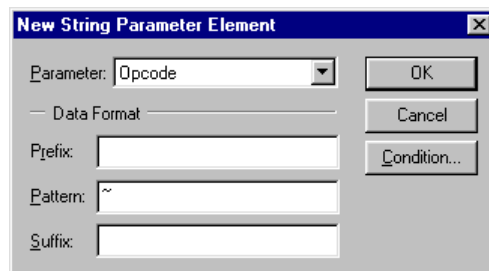 New String Parameter Element
Parameter: Opcode
OK
Data Format
Cancel
Prefix:
Condition...
Pattern: ~
Suffix: